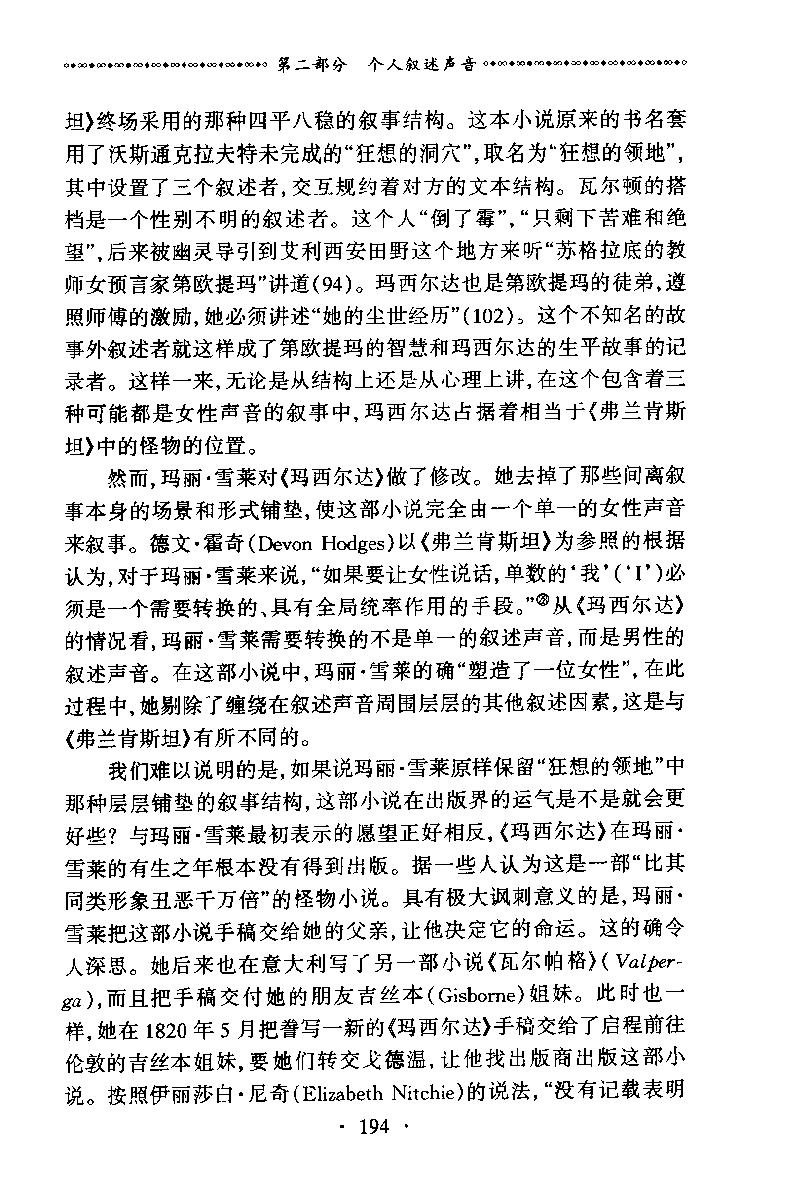 第二部分　个人叙述声音
坦》终场采用的那种四平八稳的叙事结构。这本小说原来的书名套
用了沃斯通克拉夫特未完成的“狂想的洞穴”,取名为“狂想的领地”,
其中设置了三个叙述者,交互规约着对方的文本结构。瓦尔顿的搭
档是一个性别不明的叙述者。这个人“倒了霉”,“只剩下苦难和绝
望”,后来被幽灵导引到艾利西安田野这个地方来听“苏格拉底的教
师女预言家第欧提玛”讲道(94)。玛西尔达也是第欧提玛的徒弟,遵
照师傅的激励,她必须讲述“她的尘世经历”(102)。这个不知名的故
事外叙述者就这样成了第欧提玛的智慧和玛西尔达的生平故事的记
录者。这样一来,无论是从结构上还是从心理上讲,在这个包含着三
种可能都是女性声音的叙事中,玛西尔达占据着相当于《弗兰肯斯
坦》中的怪物的位置。
然而,玛丽·雪莱对《玛西尔达》做了修改。她去掉了那些间离叙
事本身的场景和形式铺垫,使这部小说完全由一个单一的女性声音
来叙事。德文·霍奇(Devon Hodges)以《弗兰肯斯坦》为参照的根据
认为,对于玛丽·雪莱来说,“如果要让女性说话,单数的‘我’(‘I’)必
须是一个需要转换的、具有全局统率作用的手段。”㉘从《玛西尔达》
的情况看,玛丽·雪莱需要转换的不是单一的叙述声音,而是男性的
叙述声音。在这部小说中,玛丽·雪莱的确“塑造了一位女性”,在此
过程中,她剔除了缠绕在叙述声音周围层层的其他叙述因素,这是与
《弗兰肯斯坦》有所不同的。
我们难以说明的是,如果说玛丽·雪莱原样保留“狂想的领地”中
那种层层铺垫的叙事结构,这部小说在出版界的运气是不是就会更
好些？与玛丽·雪莱最初表示的愿望正好相反,《玛西尔达》在玛丽·
雪莱的有生之年根本没有得到出版。据一些人认为这是一部“比其
同类形象丑恶千万倍”的怪物小说。具有极大讽刺意义的是,玛丽·
雪莱把这部小说手稿交给她的父亲,让他决定它的命运。这的确令
人深思。她后来也在意大利写了另一部小说《瓦尔帕格》(Valper-
ga),而且把手稿交付她的朋友吉丝本(Gisborne)姐妹。此时也一
样,她在1820年5月把誊写一新的《玛西尔达》手稿交给了启程前往
伦敦的吉丝本姐妹,要她们转交戈德温,让他找出版商出版这部小
说。按照伊丽莎白·尼奇(Elizabeth Nitchie)的说法,“没有记载表明
· 194 ·